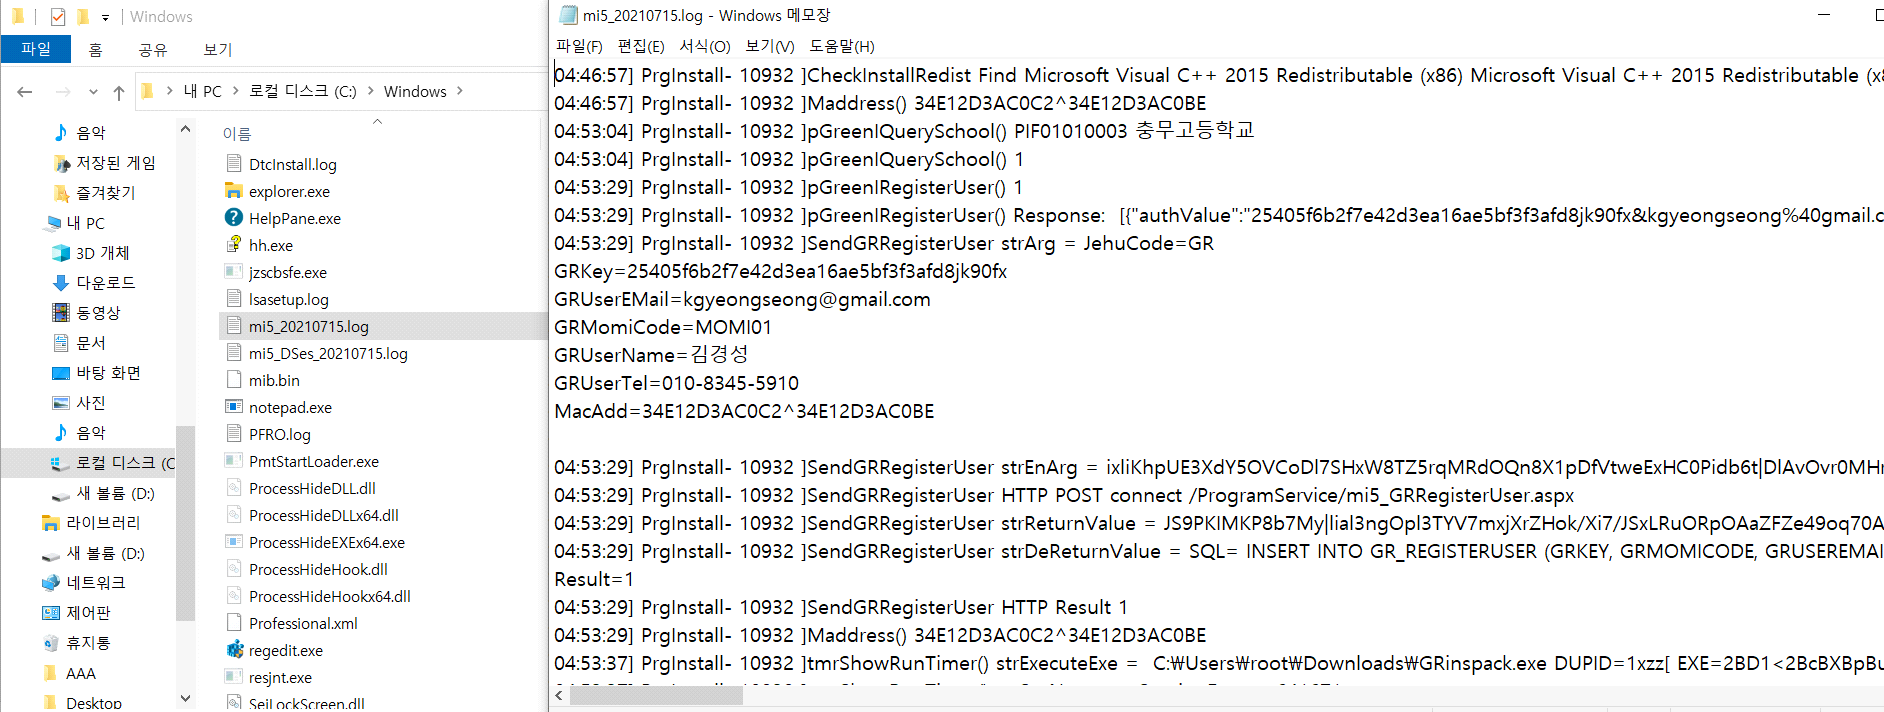 Windows
파일
홈
공유
보기
내 PC
로컬 디스크 (C:)
Windows
음악
저장된 게임
즐겨찾기
내 PC
3D 개체
다운로드
동영상
문서
바탕 화면
사진
음악
로컬 디스크 (C
새 볼륨 (D:)
라이브러리
새 볼륨 (D:)
네트워크
제어판
휴지통
AAA
Desktop
이름
DtcInstall.log
explorer.exe
HelpPane.exe
hh.exe
jzscbsfe.exe
lsasetup.log
mi5_20210715.log
mi5_DSes_20210715.log
mib.bin
notepad.exe
PFRO.log
PmtStartLoader.exe
ProcessHideDLL.dll
ProcessHideDLLx64.dll
ProcessHideEXEx64.exe
ProcessHideHook.dll
ProcessHideHookx64.dll
Professional.xml
regedit.exe
resjnt.exe
SeiLockScreen.dll
mi5_20210715.log - Windows 메모장
파일(F) 편집(E) 서식(O) 보기(V) 도움말(H)
04:46:57] PrgInstall- 10932 ]CheckInstallRedist Find Microsoft Visual C++ 2015 Redistributable (x86) Microsoft Visual C++ 2015 Redistributable (x8
04:46:57] PrgInstall- 10932 ]Maddress() 34E12D3AC0C2^34E12D3AC0BE
04:53:04] PrgInstall- 10932 ]pGreenIQuerySchool() PIF01010003 충무고등학교
04:53:04] PrgInstall- 10932 ]pGreenIQuerySchool() 1
04:53:29] PrgInstall- 10932 ]pGreenIRegisterUser() 1
04:53:29] PrgInstall- 10932 ]pGreenIRegisterUser() Response: [{"authValue":"25405f6b2f7e42d3ea16ae5bf3f3afd8jk90fx&kgyeongseong%40gmail.c
04:53:29] PrgInstall- 10932 ]SendGRRegisterUser strArg = JehuCode=GR
GRKey=25405f6b2f7e42d3ea16ae5bf3f3afd8jk90fx
GRUserEMail=kgyeongseong@gmail.com
GRMomiCode=MOMI01
GRUserName=김경성
GRUserTel=010-8345-5910
MacAdd=34E12D3AC0C2^34E12D3AC0BE
04:53:29] PrgInstall- 10932 ]SendGRRegisterUser strEnArg = ixliKhpUE3XdY5OVCoDl7SHxW8TZ5rqMRdOQn8X1pDfVtweExHC0Pidb6t|DlAvOvr0MHr
04:53:29] PrgInstall- 10932 ]SendGRRegisterUser HTTP POST connect /ProgramService/mi5_GRRegisterUser.aspx
04:53:29] PrgInstall- 10932 ]SendGRRegisterUser strReturnValue = JS9PKIMKP8b7My|lial3ngOpl3TYV7mxjXrZHok/Xi7/JSxLRuORpOAaZFZe49oq70A
04:53:29] PrgInstall- 10932 ]SendGRRegisterUser strDeReturnValue = SQL= INSERT INTO GR_REGISTERUSER (GRKEY, GRMOMICODE, GRUSEREMAI
Result=1
04:53:29] PrgInstall- 10932 ]SendGRRegisterUser HTTP Result 1
04:53:29] PrgInstall- 10932 ]Maddress() 34E12D3AC0C2^34E12D3AC0BE
04:53:37] PrgInstall- 10932 ]tmrShowRunTimer() strExecuteExe = C:\Users\root\Downloads\GRinspack.exe DUPID=1xzz[ EXE=2BD1<2BcBXBpBu